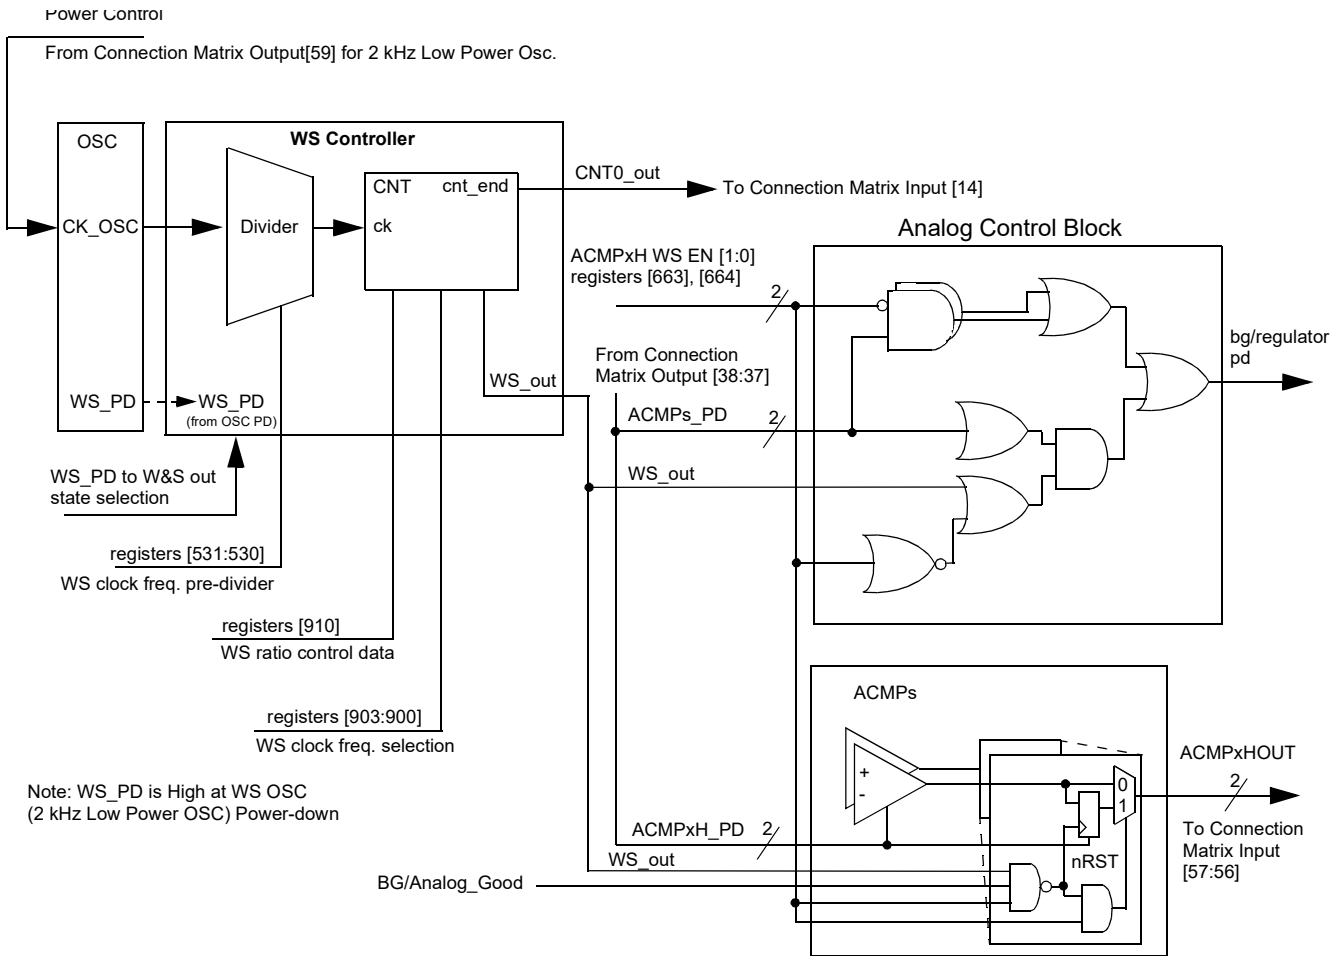 Power Control
From Connection Matrix Output[59] for 2 kHz Low Power Osc.
OSC
WS Controller
CNT cnt_end
CNT0_out
To Connection Matrix Input [14]
CK_OSC
Divider
ck
Analog Control Block
ACMPxH WS EN [1:0]
registers [663], [664]
2
bg/regulator
pd
From Connection
Matrix Output [38:37]
WS_out
WS_PD
WS_PD
(from OSC PD)
ACMPs_PD
2
WS_PD to W&S out
state selection
WS_out
registers [531:530]
WS clock freq. pre-divider
registers [910]
WS ratio control data
registers [903:900]
WS clock freq. selection
ACMPs
ACMPxHOUT
2
+
-
0
1
Note: WS_PD is High at WS OSC
(2 kHz Low Power OSC) Power-down
ACMPxH_PD
2
To Connection
Matrix Input
[57:56]
WS_out
nRST
BG/Analog_Good